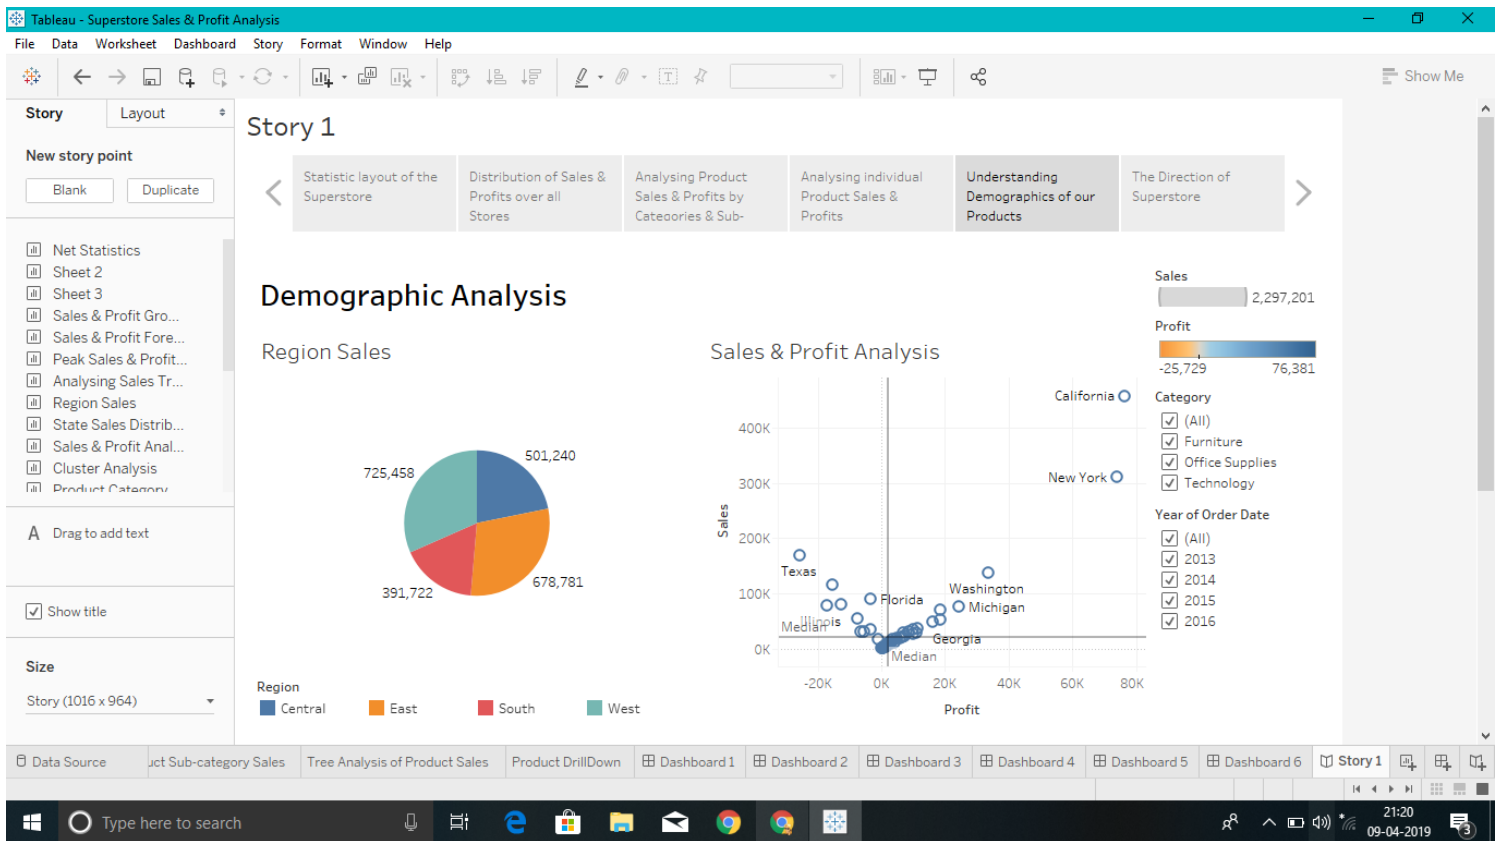 Tableau - Superstore Sales & Profit Analysis
File Data Worksheet Dashboard Story Format Window Help
Show Me
Story Layout
New story point
Blank Duplicate
Net Statistics
Sheet 2
Sheet 3
Sales & Profit Gro...
Sales & Profit Fore...
Peak Sales & Profit...
Analysing Sales Tr...
Region Sales
State Sales Distrib...
Sales & Profit Anal...
Cluster Analysis
Product Category
A Drag to add text
Show title
Size
Story (1016 x 964)
Story 1
Statistic layout of the
Superstore
Distribution of Sales &
Profits over all
Stores
Analysing Product
Sales & Profits by
Categories & Sub-
Analysing individual
Product Sales &
Profits
Understanding
Demographics of our
Products
The Direction of
Superstore
Demographic Analysis
Region Sales
725,458
501,240
391,722
678,781
Region
Central East South West
Sales & Profit Analysis
California
400K
New York
300K
Sales
200K
Texas
Washington
100K
Florida
Michigan
Illinois
Median
Georgia
0K
Median
-20K 0K 20K 40K 60K 80K
Profit
Sales
2,297,201
Profit
-25,729 76,381
Category
(All)
Furniture
Office Supplies
Technology
Year of Order Date
(All)
2013
2014
2015
2016
Data Source uct Sub-category Sales Tree Analysis of Product Sales Product DrillDown Dashboard 1 Dashboard 2 Dashboard 3 Dashboard 4 Dashboard 5 Dashboard 6 Story 1
Type here to search
21:20
09-04-2019
3